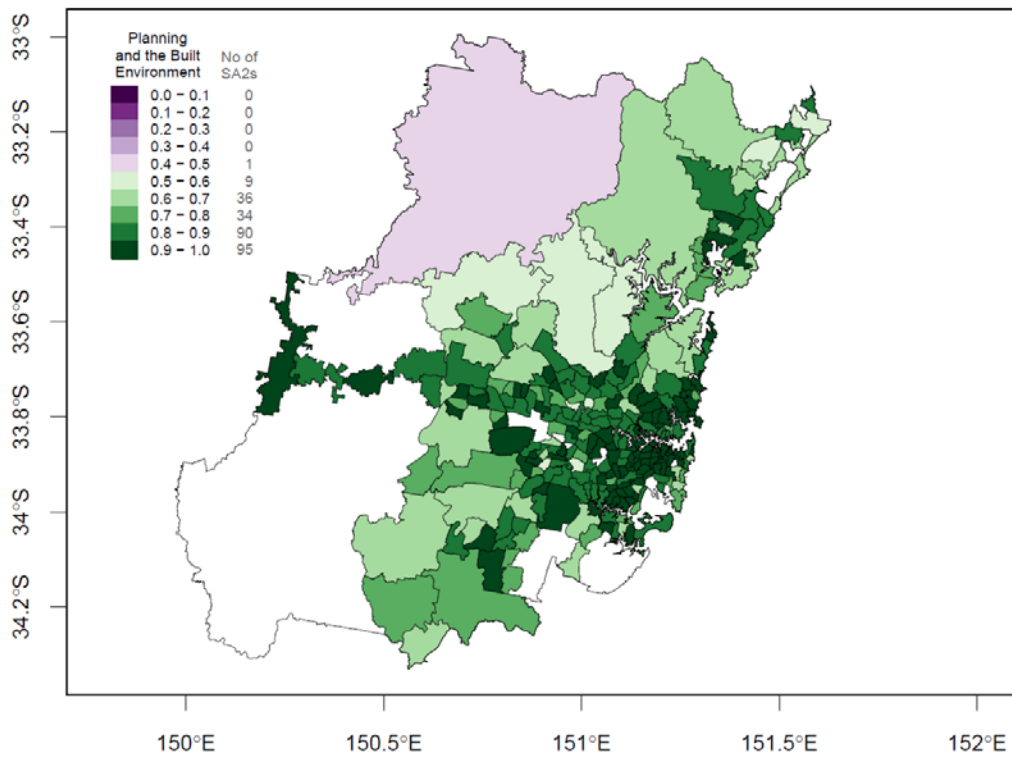 Planning
and the Built
Environment
No of
SA2s
0.0 – 0.1 0
0.1 – 0.2 0
0.2 – 0.3 0
0.3 – 0.4 0
0.4 – 0.5 1
0.5 – 0.6 9
0.6 – 0.7 36
0.7 – 0.8 34
0.8 – 0.9 90
0.9 – 1.0 95
33°S
33.2°S
33.4°S
33.6°S
33.8°S
34°S
34.2°S
150°E 150.5°E 151°E 151.5°E 152°E